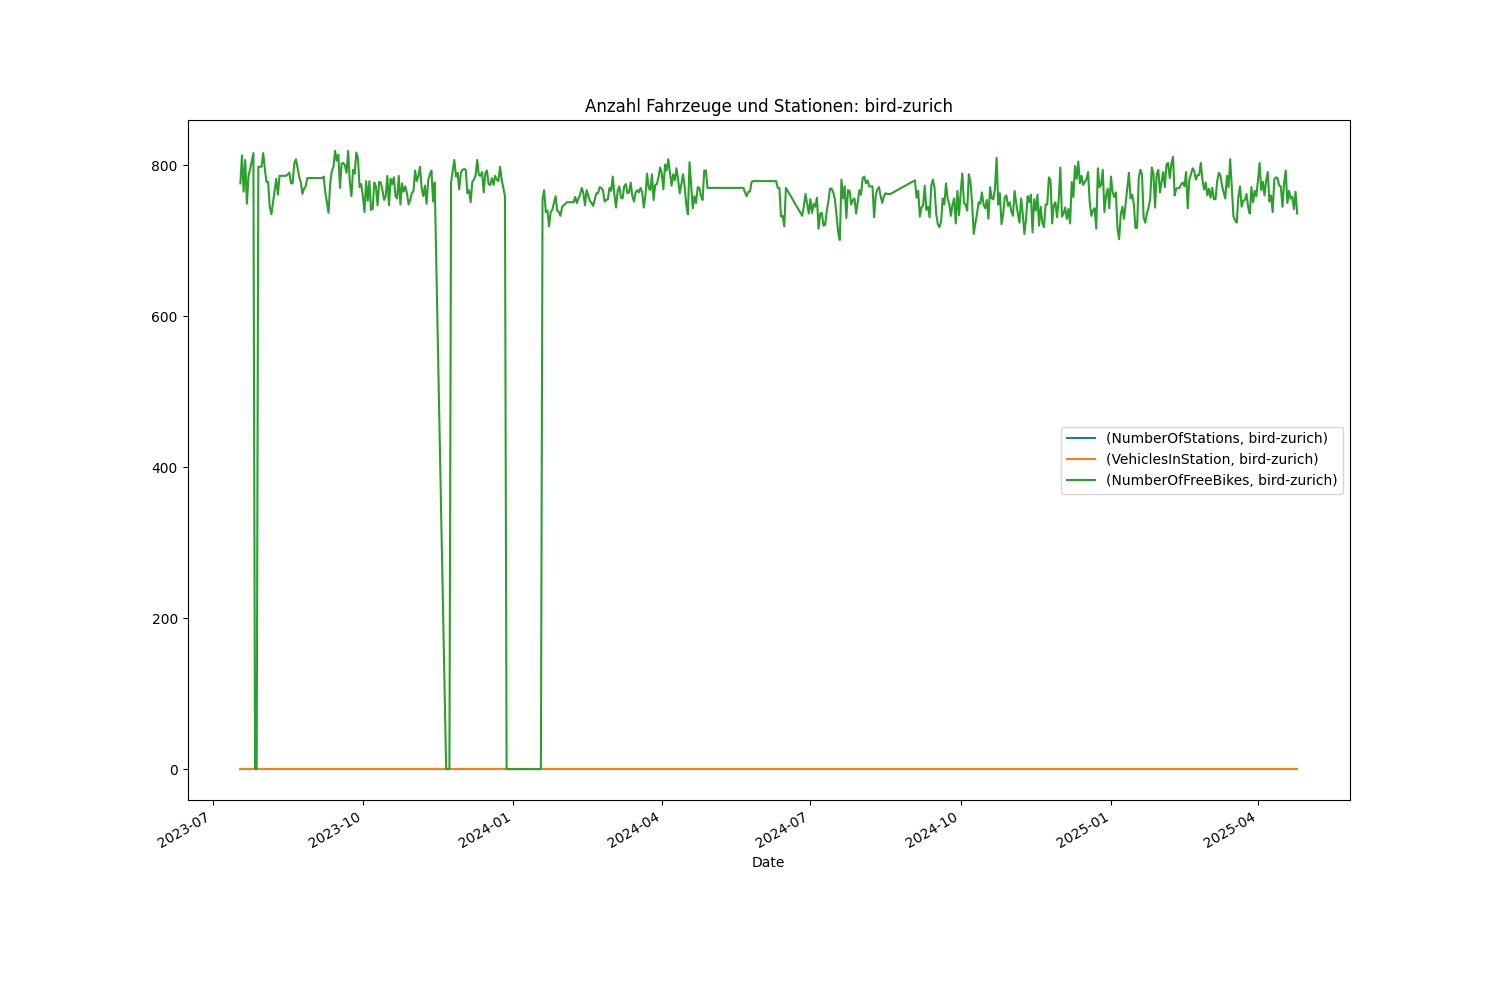 Anzahl Fahrzeuge und Stationen: bird-zurich
800
600
400
200
0
(NumberOfStations, bird-zurich)
(VehiclesInStation, bird-zurich)
(NumberOfFreeBikes, bird-zurich)
2023-07
2023-10
2024-01
2024-04
2024-07
2024-10
2025-01
2025-04
Date